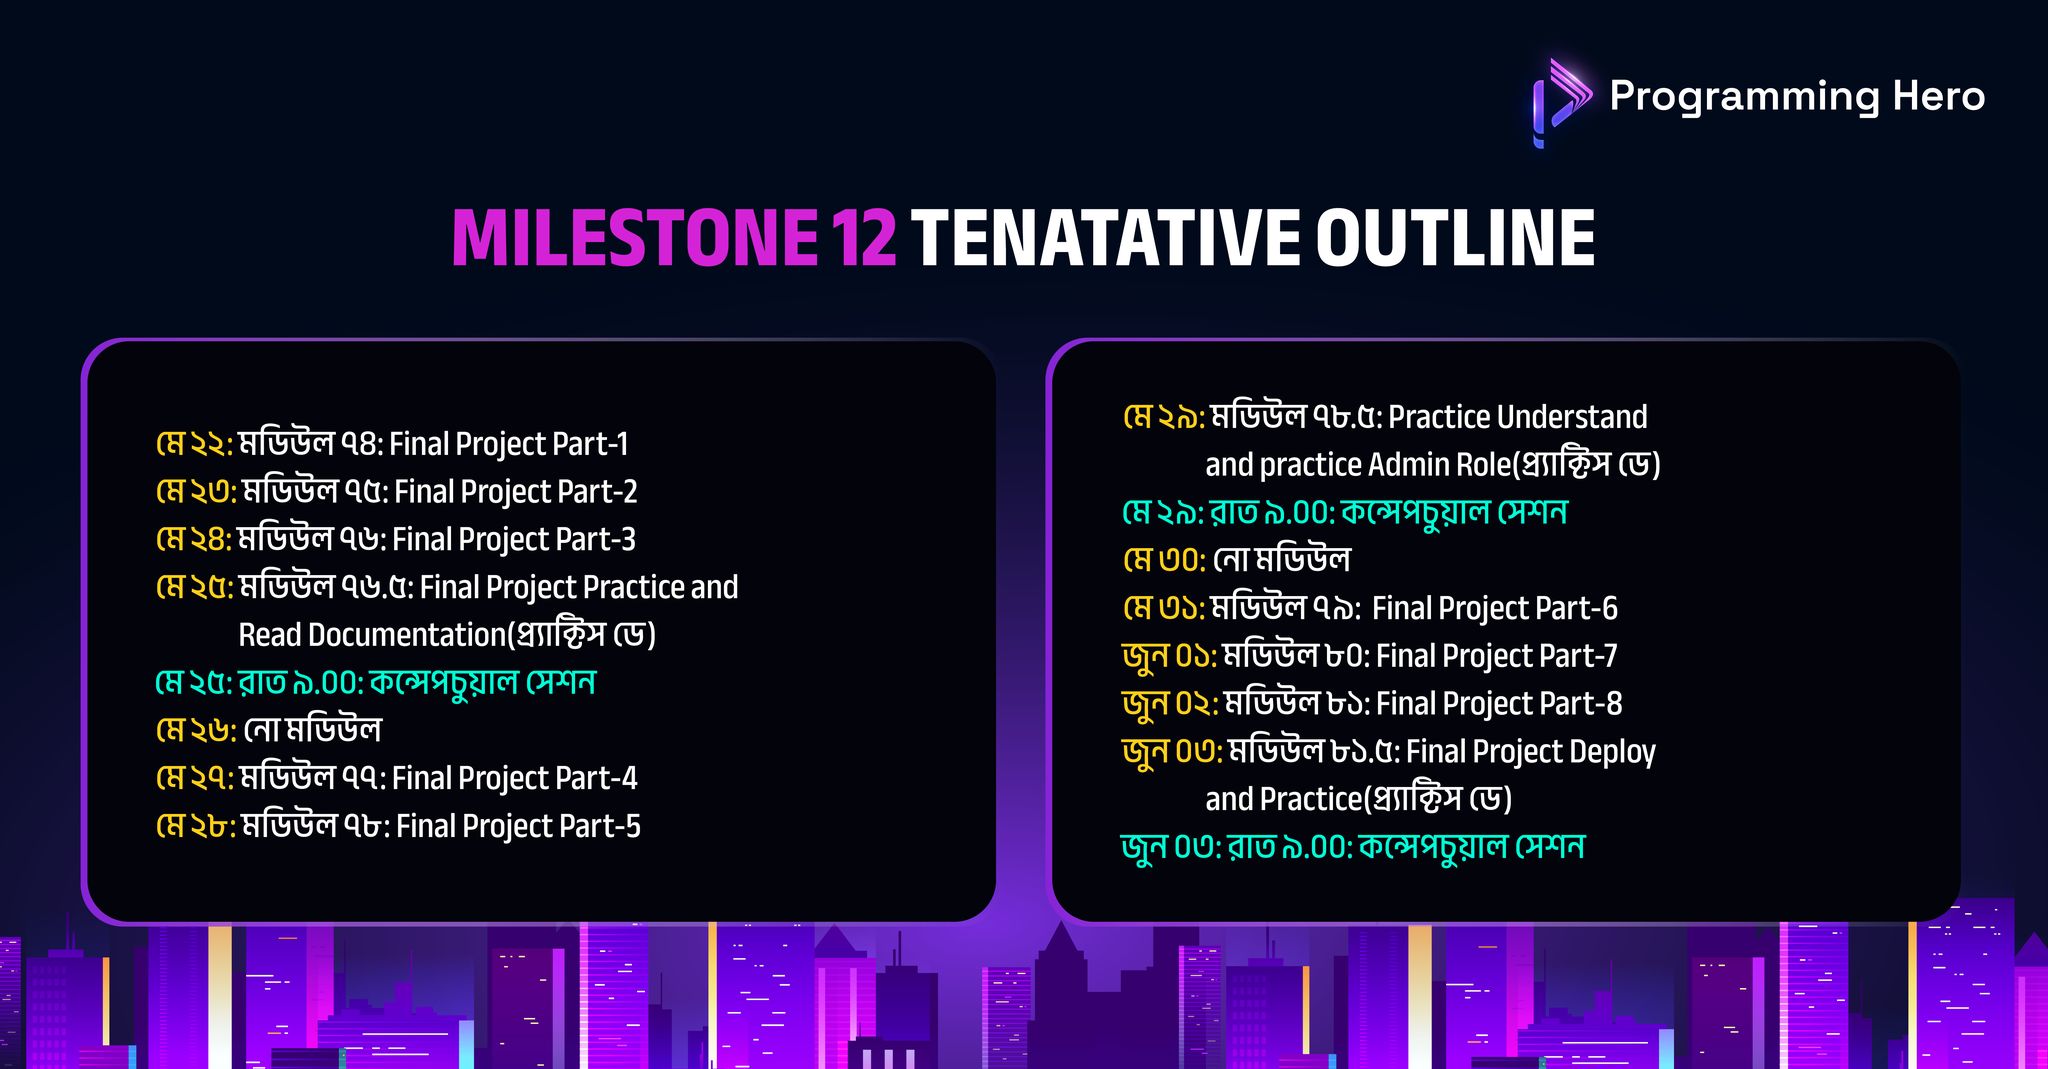 Programming Hero
MILESTONE 12 TENATATIVE OUTLINE
মে ২২: মডিউল ৭৪: Final Project Part-1
মে ২৩: মডিউল ৭৫: Final Project Part-2
মে ২৪: মডিউল ৭৬: Final Project Part-3
মে ২৫: মডিউল ৭৬.৫: Final Project Practice and
Read Documentation(প্র্যাক্টিস ডে)
মে ২৫: রাত ৯.00: কন্সেপচুয়াল সেশন
মে ২৬: নো মডিউল
মে ২৭: মডিউল ৭৭: Final Project Part-4
মে ২৮: মডিউল ৭৮: Final Project Part-5
মে ২৯: মডিউল ৭৮.৫: Practice Understand
and practice Admin Role(প্র্যাক্টিস ডে)
মে ২৯: রাত ৯.00: কন্সেপচুয়াল সেশন
মে ৩0: নো মডিউল
মে ৩১: মডিউল ৭৯: Final Project Part-6
জুন 0১: মডিউল ৮0: Final Project Part-7
জুন 0২: মডিউল ৮১: Final Project Part-8
জুন 0৩: মডিউল ৮১.৫: Final Project Deploy
and Practice(প্র্যাক্টিস ডে)
জুন 0৩: রাত ৯.00: কন্সেপচুয়াল সেশন